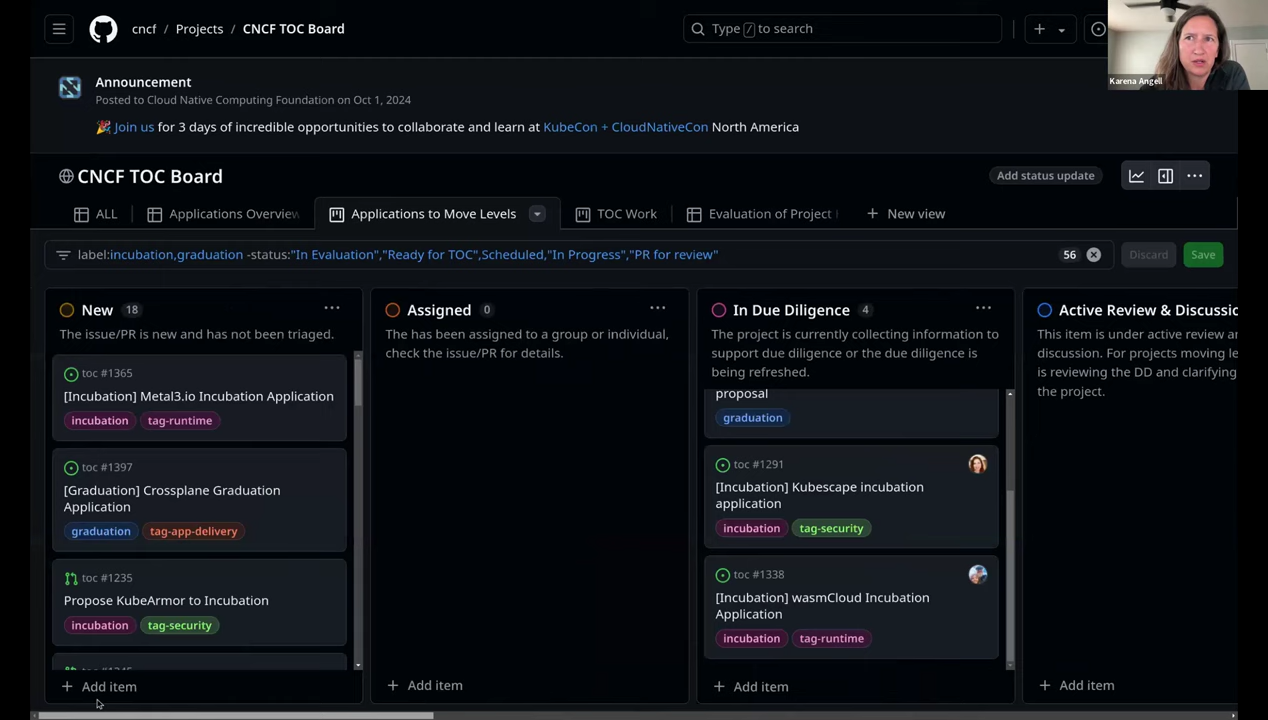 cncf / Projects / CNCF TOC Board
Type / to search
Karena Angell
Announcement
Posted to Cloud Native Computing Foundation on Oct 1, 2024
🎉 Join us for 3 days of incredible opportunities to collaborate and learn at KubeCon + CloudNativeCon North America
CNCF TOC Board
Add status update
ALL
Applications Overview
Applications to Move Levels
TOC Work
Evaluation of Project
+ New view
label:incubation,graduation -status:"In Evaluation","Ready for TOC",Scheduled,"In Progress","PR for review"
56
Discard
Save
New 18
The issue/PR is new and has not been triaged.
toc #1365
[Incubation] Metal3.io Incubation Application
incubation tag-runtime
toc #1397
[Graduation] Crossplane Graduation
Application
graduation tag-app-delivery
toc #1235
Propose KubeArmor to Incubation
incubation tag-security
+ Add item
Assigned 0
The has been assigned to a group or individual,
check the issue/PR for details.
+ Add item
In Due Diligence 4
The project is currently collecting information to
support due diligence or the due diligence is
being refreshed.
proposal
graduation
toc #1291
[Incubation] Kubescape incubation
application
incubation tag-security
toc #1338
[Incubation] wasmCloud Incubation
Application
incubation tag-runtime
+ Add item
Active Review & Discussio
This item is under active review an
discussion. For projects moving le
is reviewing the DD and clarifying
the project.
+ Add item